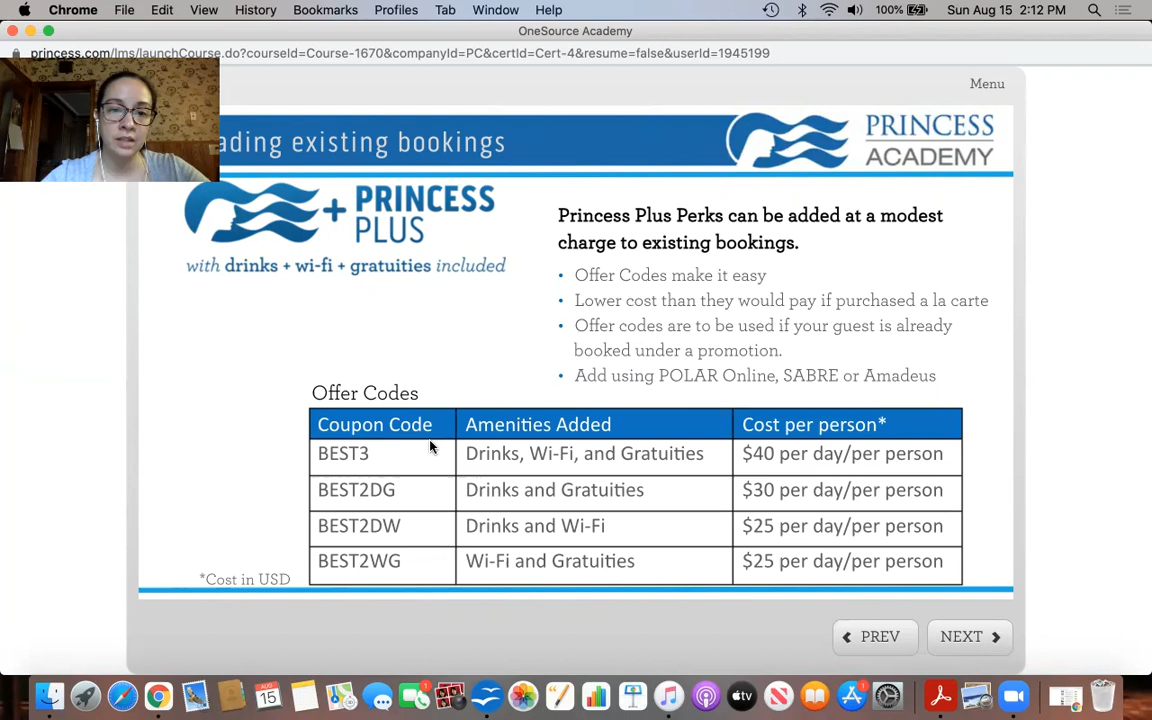 Chrome File Edit View History Bookmarks Profiles Tab Window Help 100% Sun Aug 15 2:12 PM
OneSource Academy
princess.com/lms/launchCourse.do?courseId=Course-1670&companyId=PC&certId=Cert-4&resume=false&userId=1945199
Menu
ading existing bookings
PRINCESS
ACADEMY
+ PRINCESS
PLUS
with drinks + wi-fi + gratuities included
Princess Plus Perks can be added at a modest
charge to existing bookings.
• Offer Codes make it easy
• Lower cost than they would pay if purchased a la carte
• Offer codes are to be used if your guest is already
booked under a promotion.
• Add using POLAR Online, SABRE or Amadeus
Offer Codes
Coupon Code Amenities Added Cost per person*
BEST3 Drinks, Wi-Fi, and Gratuities $40 per day/per person
BEST2DG Drinks and Gratuities $30 per day/per person
BEST2DW Drinks and Wi-Fi $25 per day/per person
BEST2WG Wi-Fi and Gratuities $25 per day/per person
*Cost in USD
PREV NEXT
AUG
15
1
tv